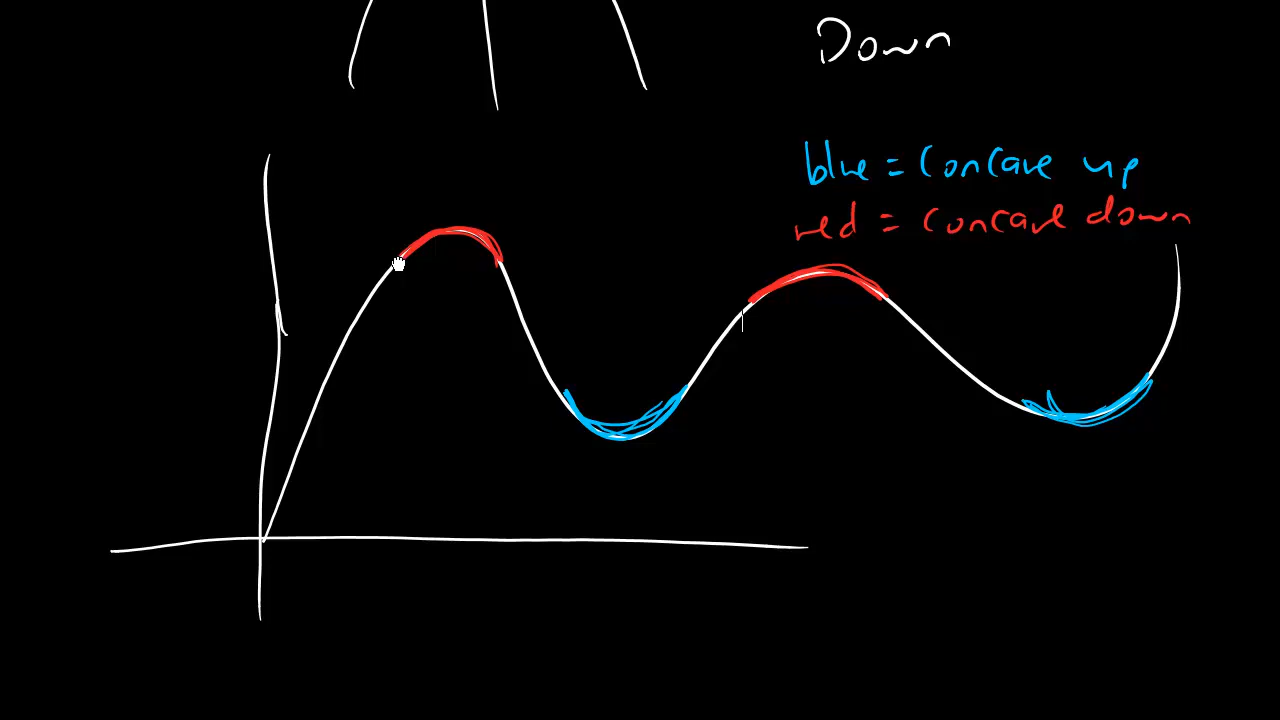 Down
blue = Concave up
red = concave down